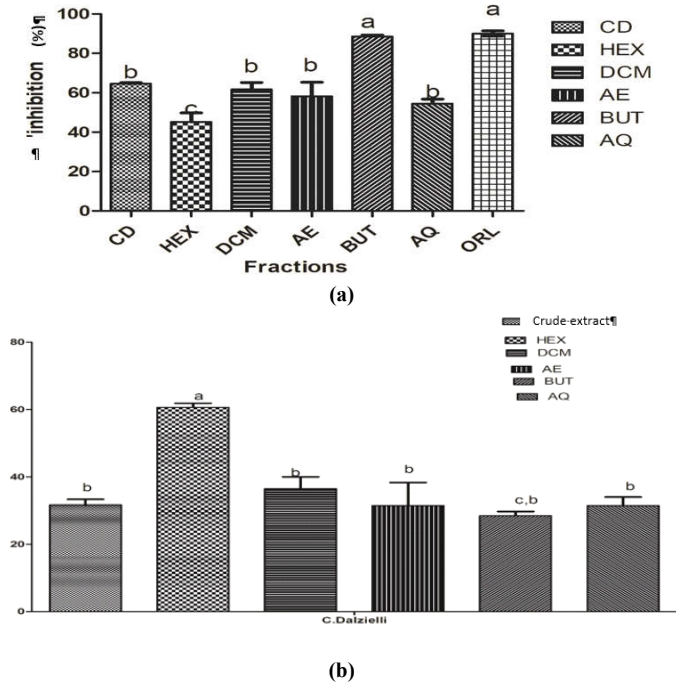 ¶ 'inhibition (%)¶
100
80
60
40
20
0
b
c
b
b
a
b
a
CD
HEX
DCM
AE
BUT
AQ
ORL
Fractions
CD
HEX
DCM
AE
BUT
AQ
(a)
80
60
40
20
0
b
a
b
b
c,b
b
C.Dalzielli
Crude-extract¶
HEX
DCM
AE
BUT
AQ
(b)